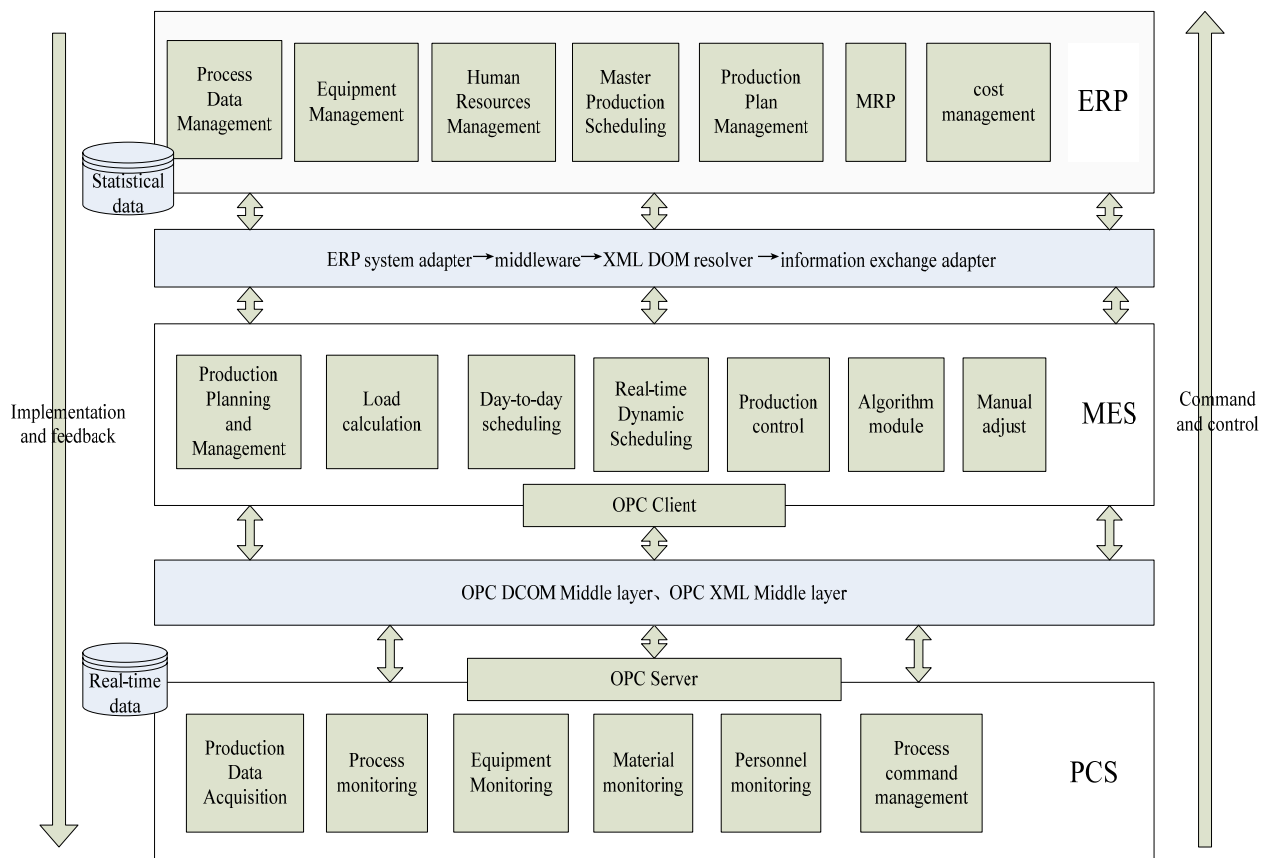 Process
Data
Management
Equipment
Management
Human
Resources
Management
Master
Production
Scheduling
Production
Plan
Management
MRP
cost
management
ERP
Statistical
data
ERP system adapter→middleware→XML DOM resolver→information exchange adapter
Production
Planning
and
Management
Load
calculation
Day-to-day
scheduling
Real-time
Dynamic
Scheduling
Production
control
Algorithm
module
Manual
adjust
MES
Implementation
and feedback
Command
and control
OPC Client
OPC DCOM Middle layer、OPC XML Middle layer
OPC Server
Real-time
data
Production
Data
Acquisition
Process
monitoring
Equipment
Monitoring
Material
monitoring
Personnel
monitoring
Process
command
management
PCS